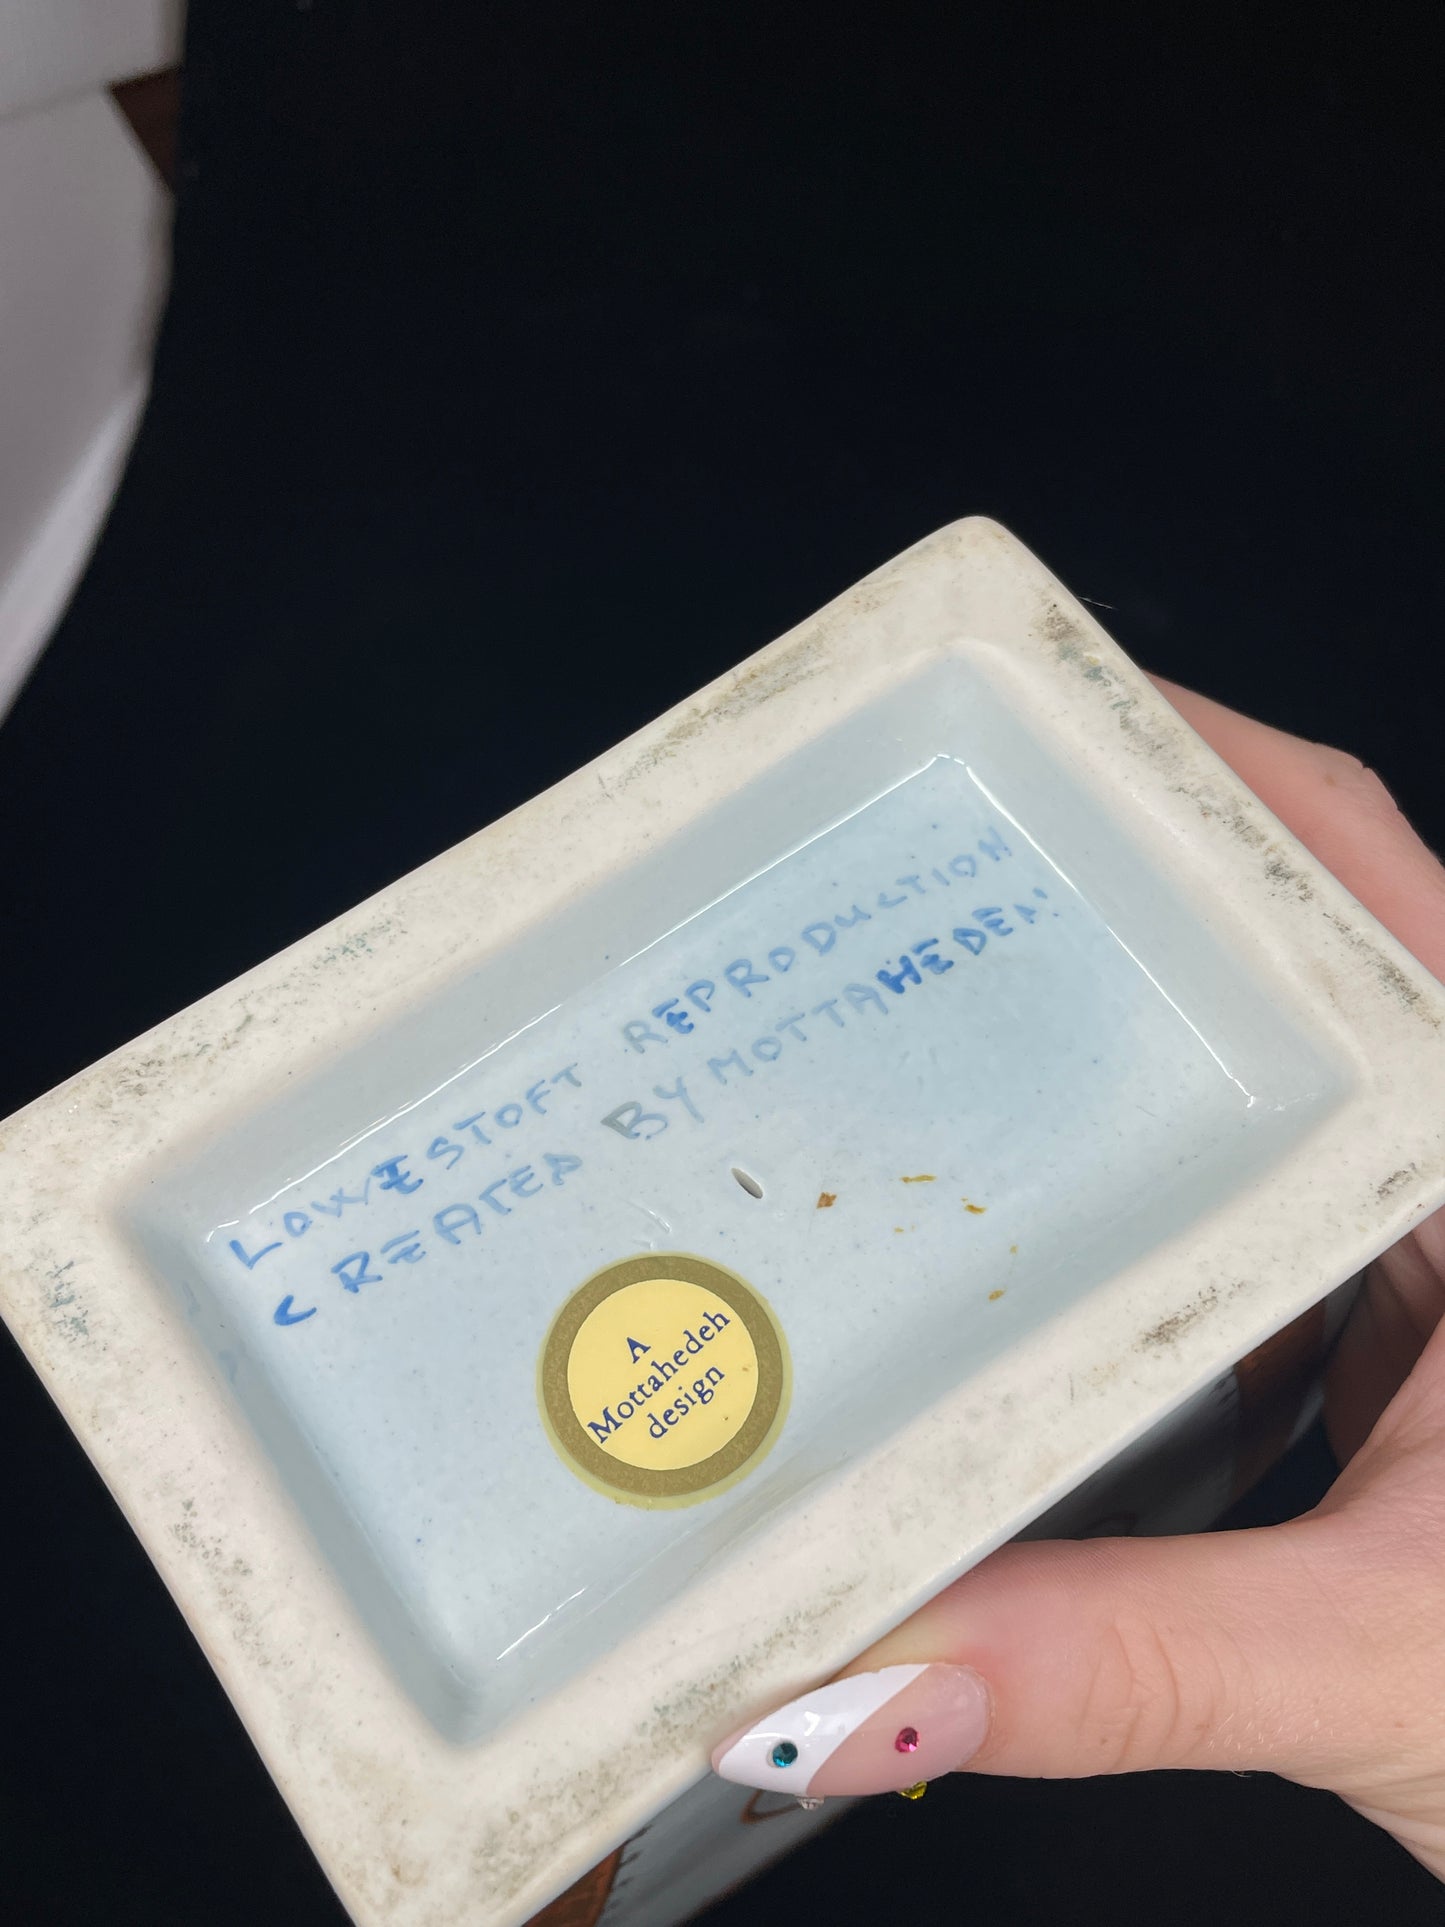 LOWESTOFT REPRODUCTION
CREATED BY MOTTAHEDEH
A
Mottahedeh
design